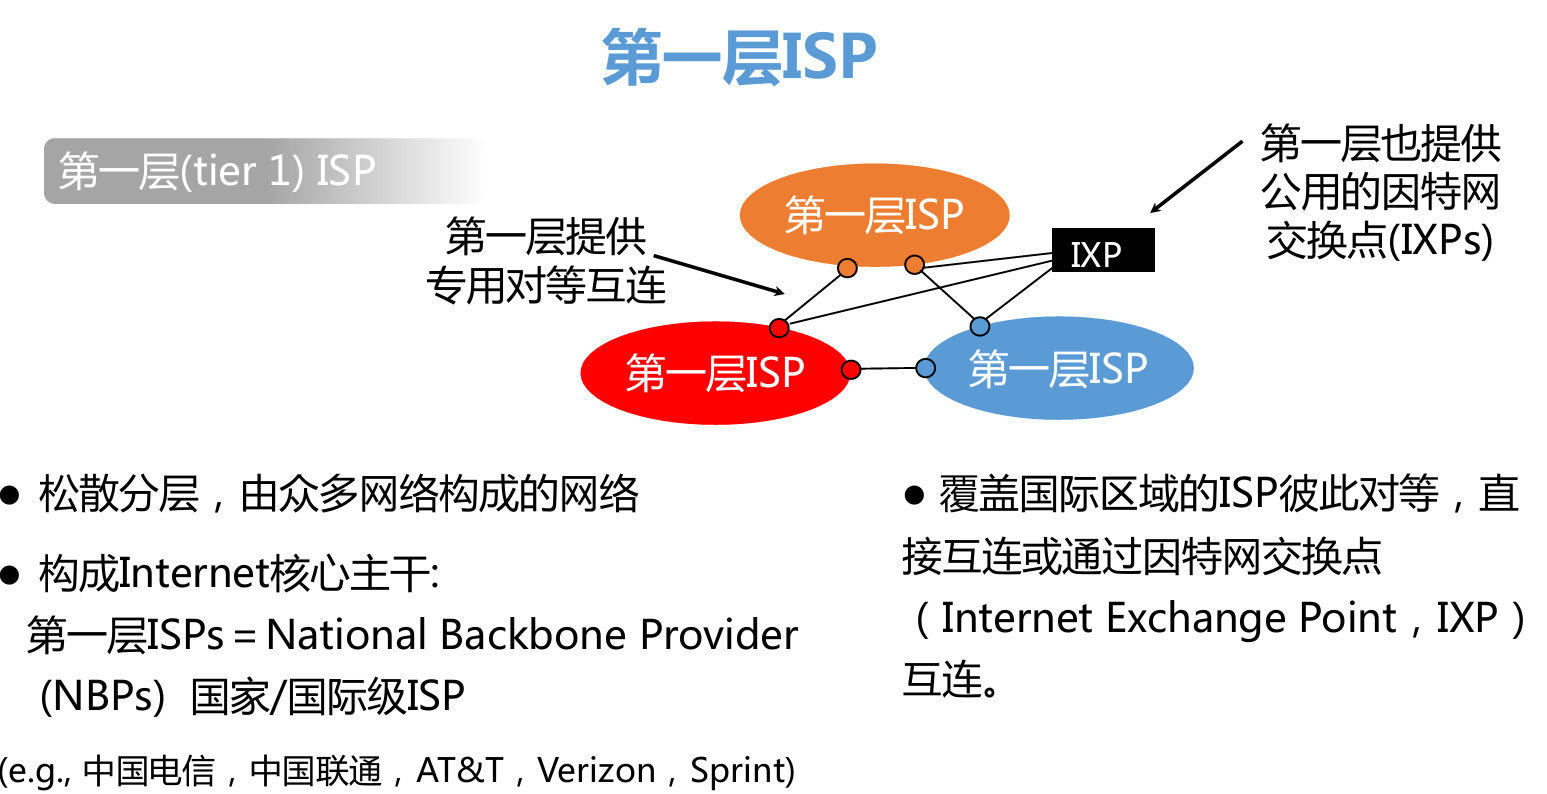 第一层ISP
第一层(tier 1) ISP
第一层提供
专用对等互连
第一层ISP
IXP
第一层也提供
公用的因特网
交换点(IXPs)
第一层ISP
第一层ISP
● 松散分层，由众多网络构成的网络
● 构成Internet核心主干:
第一层ISPs＝National Backbone Provider
(NBPs) 国家/国际级ISP
(e.g., 中国电信，中国联通，AT&T，Verizon，Sprint)
● 覆盖国际区域的ISP彼此对等，直
接互连或通过因特网交换点
（Internet Exchange Point，IXP）
互连。